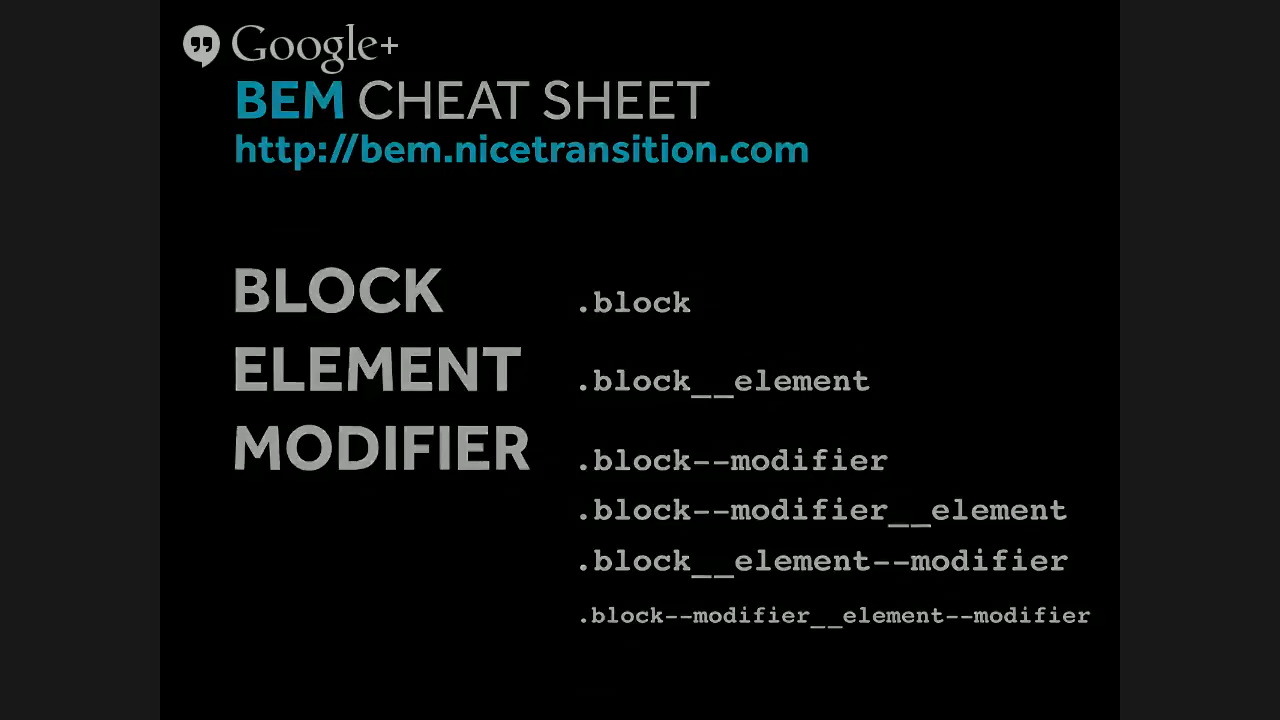 Google+
BEM CHEAT SHEET
http://bem.nicetransition.com
BLOCK .block
ELEMENT .block__element
MODIFIER .block--modifier
.block--modifier__element
.block__element--modifier
.block--modifier__element--modifier